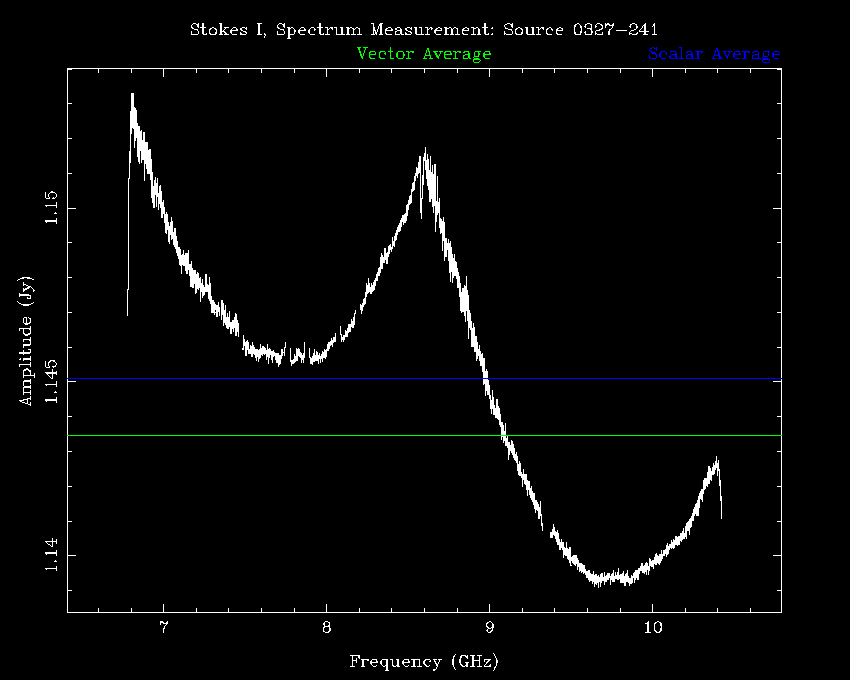 Stokes I, Spectrum Measurement: Source 0327−241
Vector Average
Scalar Average
1.15
1.145
1.14
Amplitude (Jy)
7
8
9
10
Frequency (GHz)